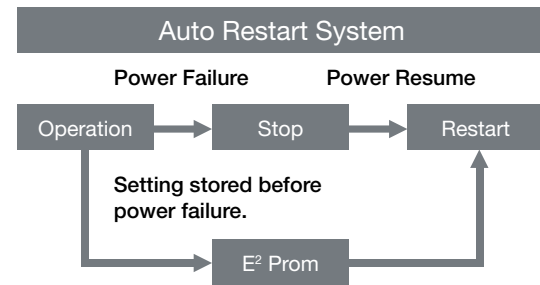 Auto Restart System
Power Failure
Power Resume
Operation
Stop
Restart
Setting stored before
power failure.
E² Prom